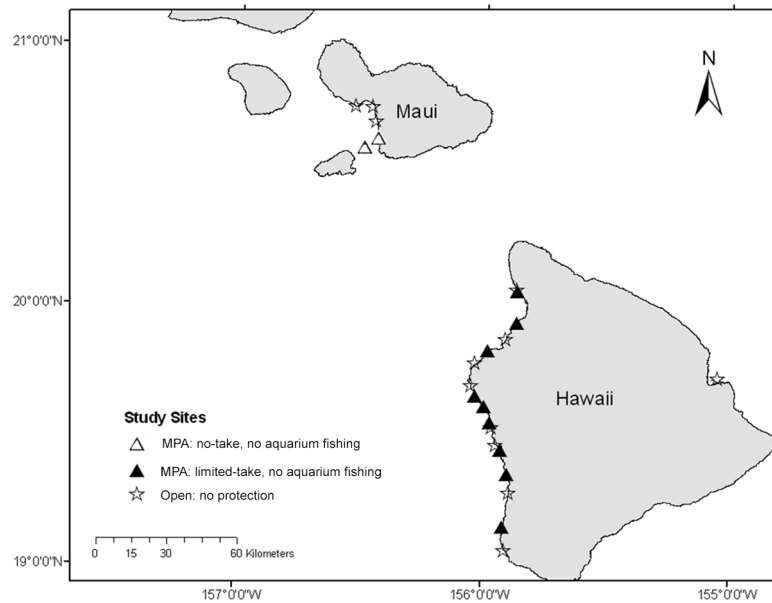 21°0'0"N
N
Maui
20°0'0"N
Hawaii
Study Sites
MPA: no-take, no aquarium fishing
MPA: limited-take, no aquarium fishing
Open: no protection
0 15 30 60 Kilometers
19°0'0"N
157°0'0"W 156°0'0"W 155°0'0"W